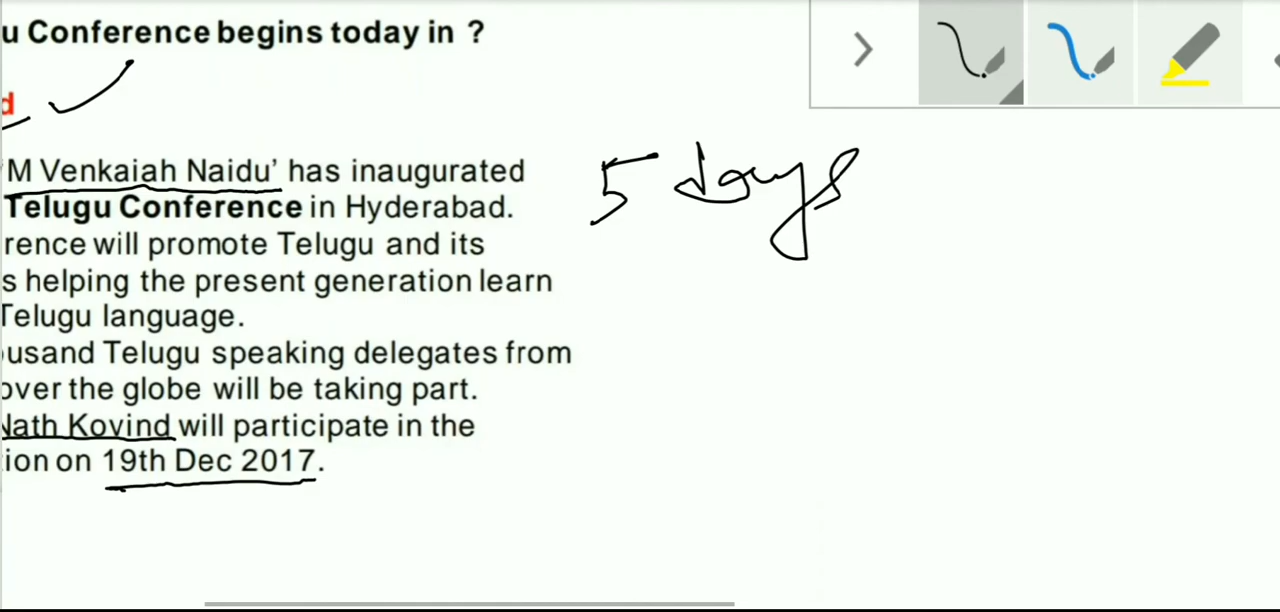 u Conference begins today in ?
d
'M Venkaiah Naidu' has inaugurated
Telugu Conference in Hyderabad.
rence will promote Telugu and its
s helping the present generation learn
Telugu language.
usand Telugu speaking delegates from
over the globe will be taking part.
Nath Kovind will participate in the
ion on 19th Dec 2017.
5 days